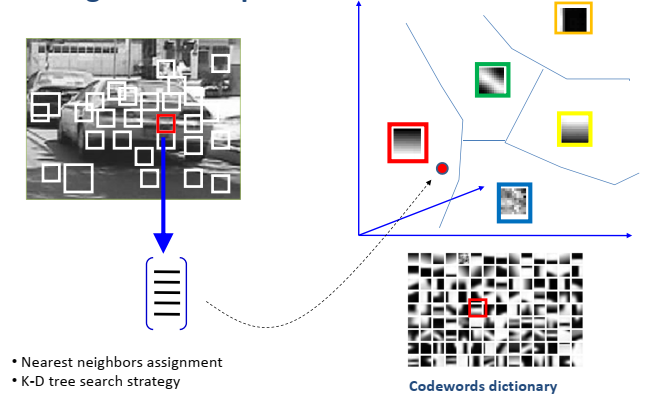 • Nearest neighbors assignment
• K-D tree search strategy
Codewords dictionary